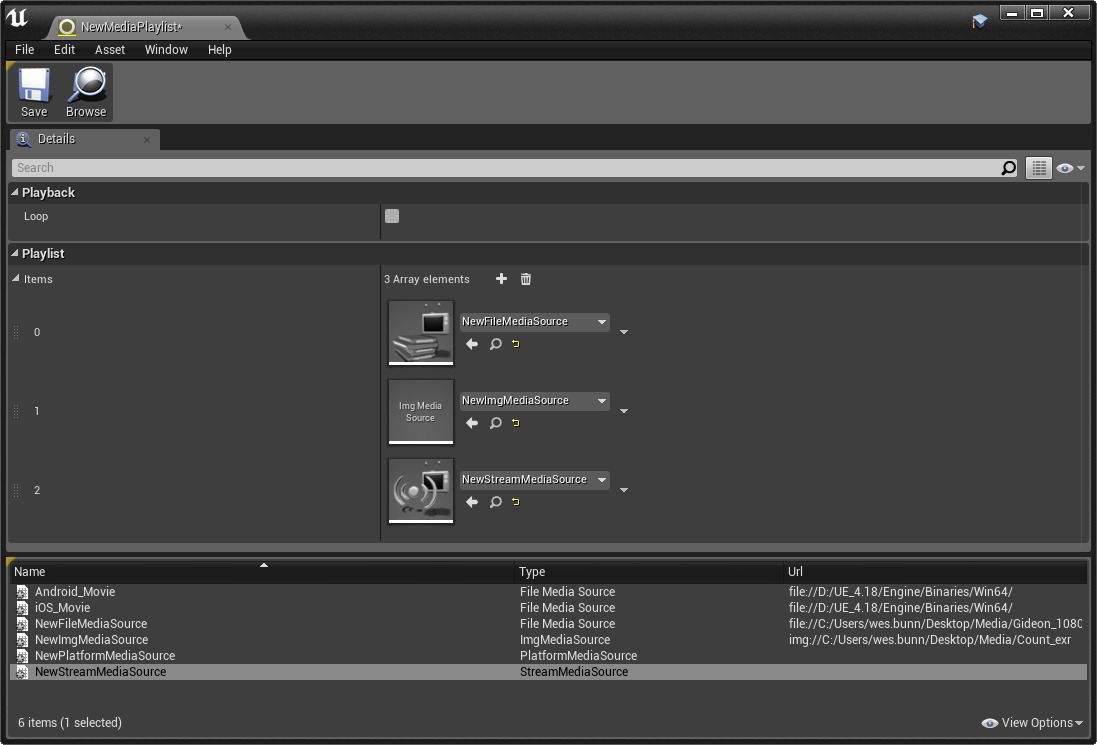 NewMediaPlaylist*
File Edit Asset Window Help
Save Browse
Details
Search
Playback
Loop
Playlist
Items 3 Array elements
0 NewFileMediaSource
1 Img Media Source NewImgMediaSource
2 NewStreamMediaSource
Name Type Url
Android_Movie File Media Source file://D:/UE_4.18/Engine/Binaries/Win64/
iOS_Movie File Media Source file://D:/UE_4.18/Engine/Binaries/Win64/
NewFileMediaSource File Media Source file://C:/Users/wes.bunn/Desktop/Media/Gideon_1080
NewImgMediaSource ImgMediaSource img://C:/Users/wes.bunn/Desktop/Media/Count_exr
NewPlatformMediaSource PlatformMediaSource
NewStreamMediaSource StreamMediaSource
6 items (1 selected) View Options